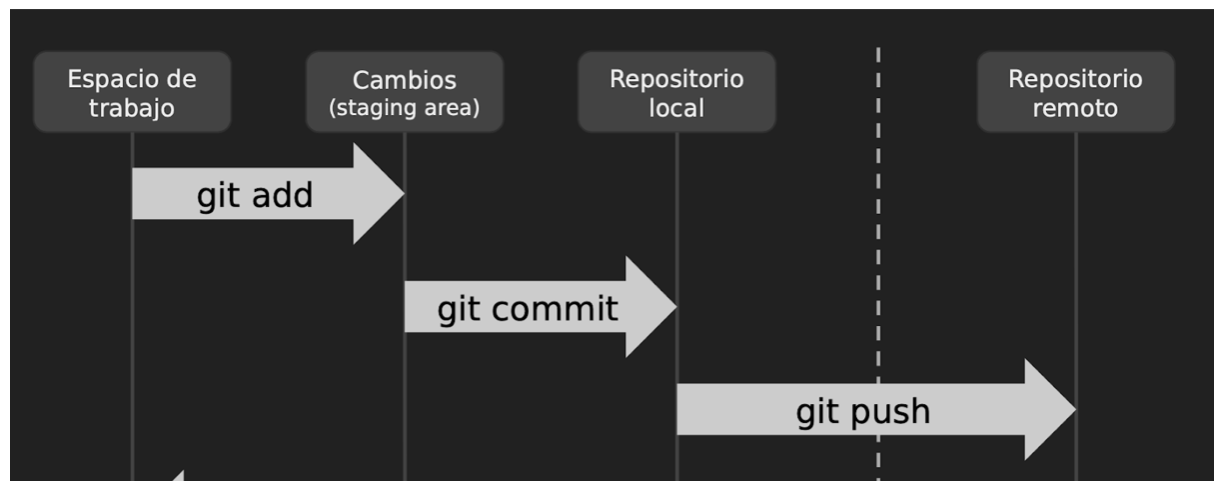 Espacio de
trabajo
Cambios
(staging area)
Repositorio
local
Repositorio
remoto
git add
git commit
git push